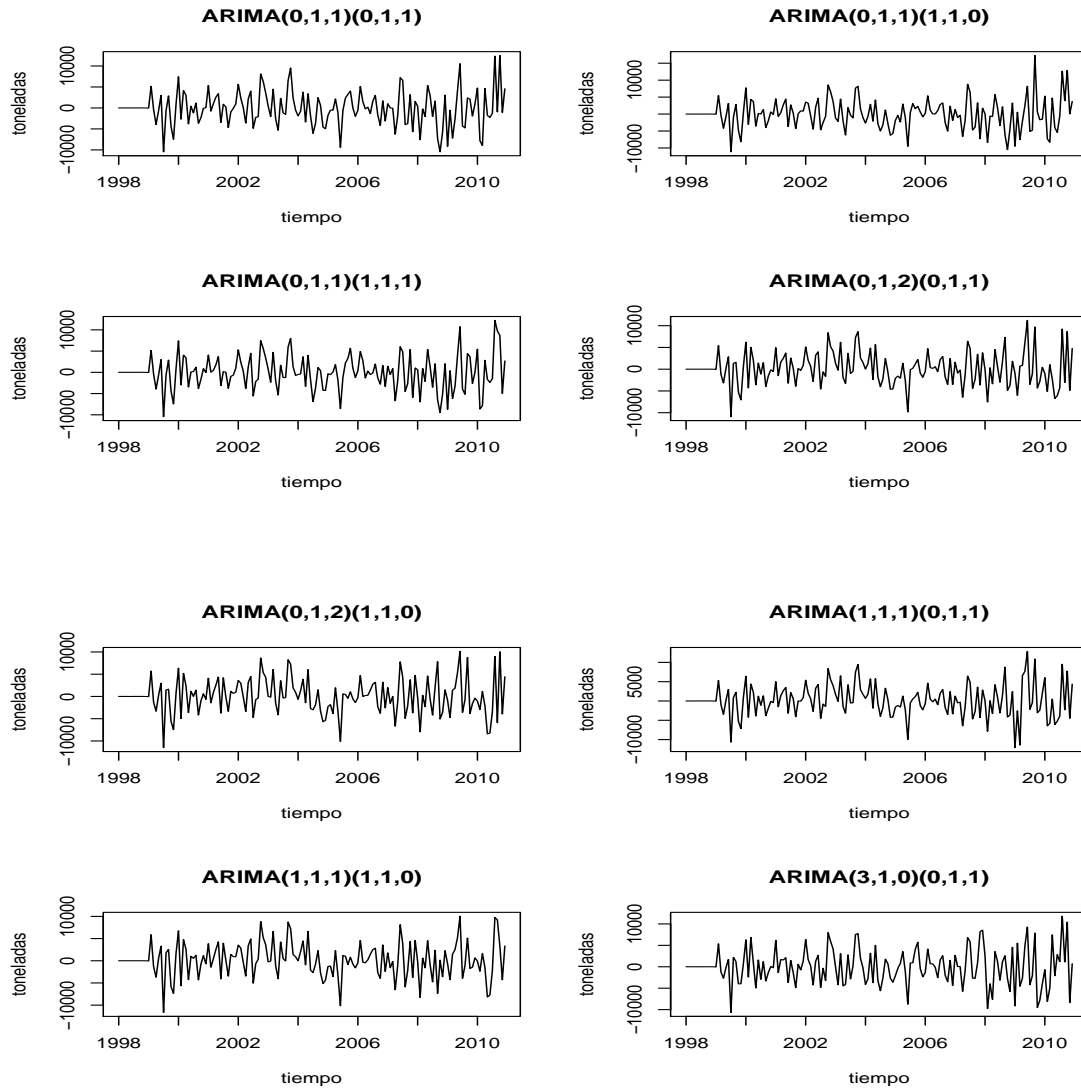 ARIMA(0,1,1)(0,1,1)
toneladas
10000
0
−10000
1998
2002
2006
2010
tiempo
ARIMA(0,1,1)(1,1,0)
toneladas
10000
0
−10000
1998
2002
2006
2010
tiempo
ARIMA(0,1,1)(1,1,1)
toneladas
10000
0
−10000
1998
2002
2006
2010
tiempo
ARIMA(0,1,2)(0,1,1)
toneladas
10000
0
−10000
1998
2002
2006
2010
tiempo
ARIMA(0,1,2)(1,1,0)
toneladas
10000
0
−10000
1998
2002
2006
2010
tiempo
ARIMA(1,1,1)(0,1,1)
toneladas
5000
−10000
1998
2002
2006
2010
tiempo
ARIMA(1,1,1)(1,1,0)
toneladas
10000
0
−10000
1998
2002
2006
2010
tiempo
ARIMA(3,1,0)(0,1,1)
toneladas
10000
0
−10000
1998
2002
2006
2010
tiempo